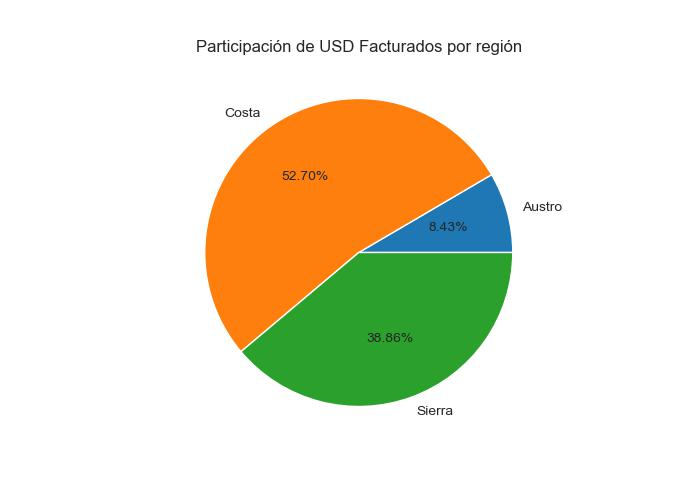 Participación de USD Facturados por región
Costa
52.70%
Austro
8.43%
38.86%
Sierra